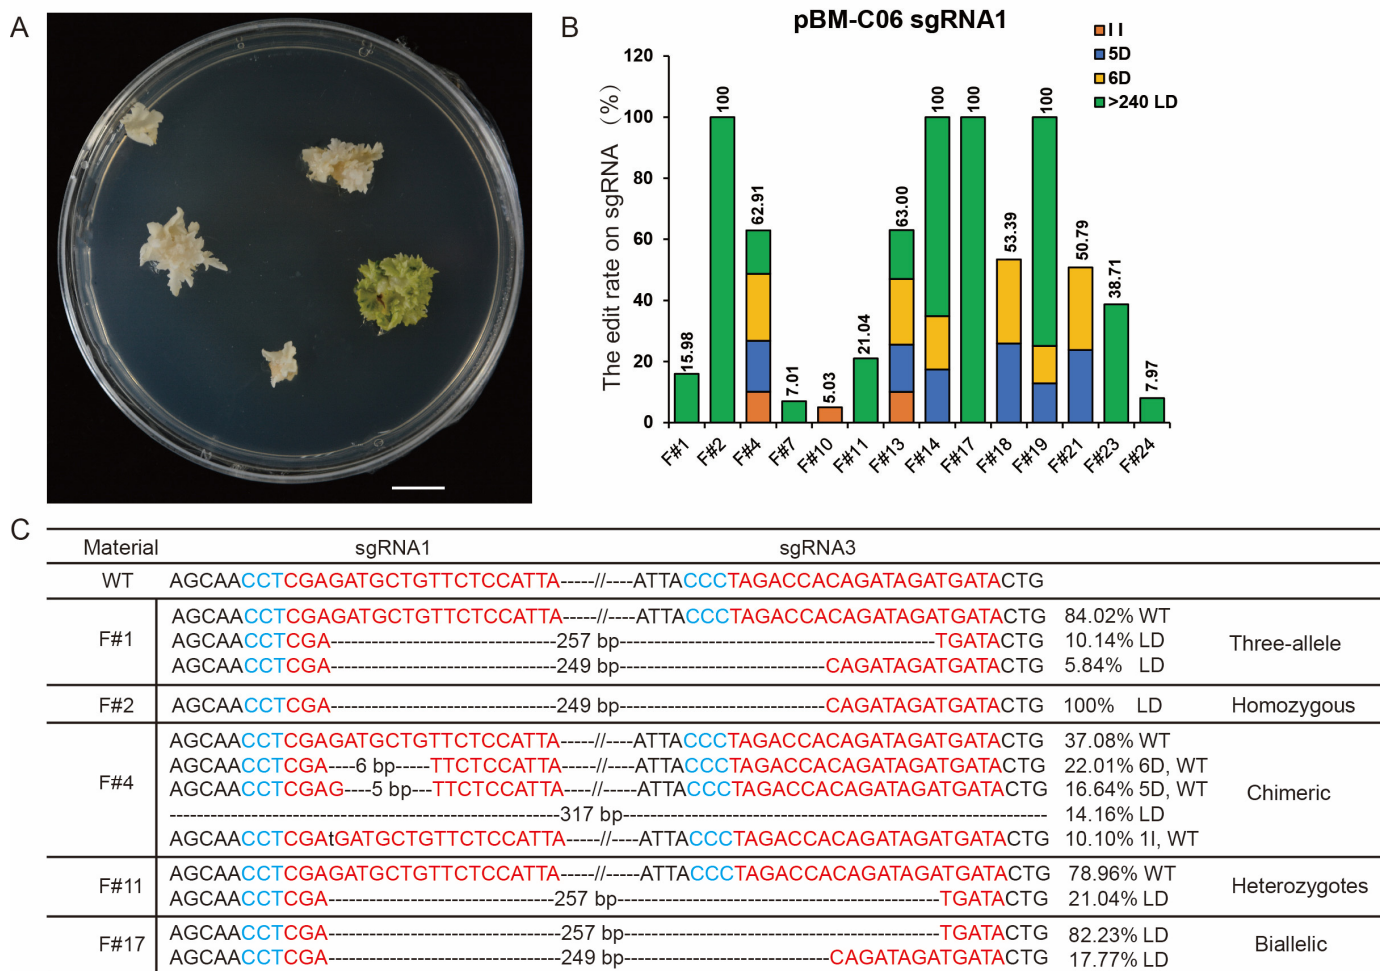 A
B
pBM-C06 sgRNA1
I I
5D
6D
>240 LD
The edit rate on sgRNA (%)
120
100
80
60
40
20
0
15.98
100
62.91
7.01
5.03
21.04
63.00
100
100
53.39
100
50.79
38.71
7.97
F#1
F#2
F#4
F#7
F#10
F#11
F#13
F#14
F#17
F#18
F#19
F#21
F#23
F#24
C
Material sgRNA1 sgRNA3
WT AGCAACCTCGAGATGCTGTTCTCCATTA-----//----ATTACCCTAGACCACAGATAGATGATACTG
F#1
AGCAACCTCGAGATGCTGTTCTCCATTA-----//----ATTACCCTAGACCACAGATAGATGATACTG 84.02% WT
AGCAACCTCGA----------------------------257 bp---------------------------------------TGATACTG 10.14% LD
AGCAACCTCGA----------------------------249 bp--------------------------CAGATAGATGATACTG 5.84% LD
Three-allele
F#2 AGCAACCTCGA----------------------------249 bp--------------------------CAGATAGATGATACTG 100% LD Homozygous
F#4
AGCAACCTCGAGATGCTGTTCTCCATTA-----//----ATTACCCTAGACCACAGATAGATGATACTG 37.08% WT
AGCAACCTCGA----6 bp-----TTCTCCATTA-----//----ATTACCCTAGACCACAGATAGATGATACTG 22.01% 6D, WT
AGCAACCTCGAG----5 bp---TTCTCCATTA-----//----ATTACCCTAGACCACAGATAGATGATACTG 16.64% 5D, WT
-------------------------------------------------317 bp----------------------------------------------------- 14.16% LD
AGCAACCTCGAtGATGCTGTTCTCCATTA-----//----ATTACCCTAGACCACAGATAGATGATACTG 10.10% 1I, WT
Chimeric
F#11
AGCAACCTCGAGATGCTGTTCTCCATTA-----//----ATTACCCTAGACCACAGATAGATGATACTG 78.96% WT
AGCAACCTCGA----------------------------257 bp---------------------------------------TGATACTG 21.04% LD
Heterozygotes
F#17
AGCAACCTCGA----------------------------257 bp---------------------------------------TGATACTG 82.23% LD
AGCAACCTCGA----------------------------249 bp--------------------------CAGATAGATGATACTG 17.77% LD
Biallelic